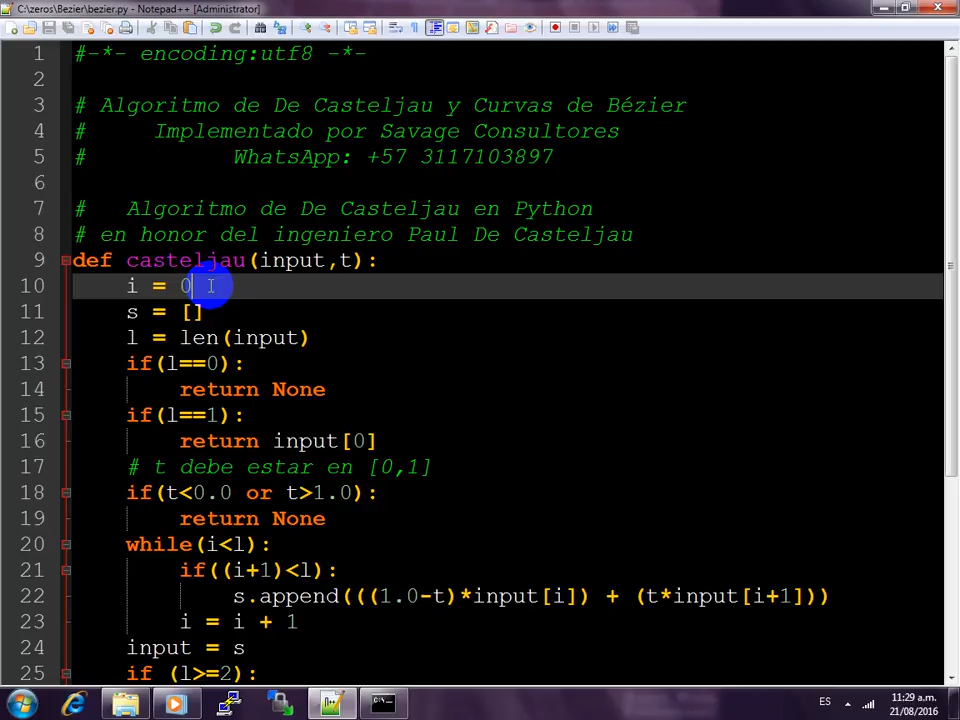 C:\zeros\Bezier\bezier.py - Notepad++ [Administrator]
1 #-*- encoding:utf8 -*-
2
3 # Algoritmo de De Casteljau y Curvas de Bézier
4 #     Implementado por Savage Consultores
5 #           WhatsApp: +57 3117103897
6
7 #   Algoritmo de De Casteljau en Python
8 # en honor del ingeniero Paul De Casteljau
9 def casteljau(input,t):
10     i = 0
11     s = []
12     l = len(input)
13     if(l==0):
14         return None
15     if(l==1):
16         return input[0]
17     # t debe estar en [0,1]
18     if(t<0.0 or t>1.0):
19         return None
20     while(i<l):
21         if((i+1)<l):
22             s.append(((1.0-t)*input[i]) + (t*input[i+1]))
23         i = i + 1
24     input = s
25     if (l>=2):
ES
11:29 a.m.
21/08/2016